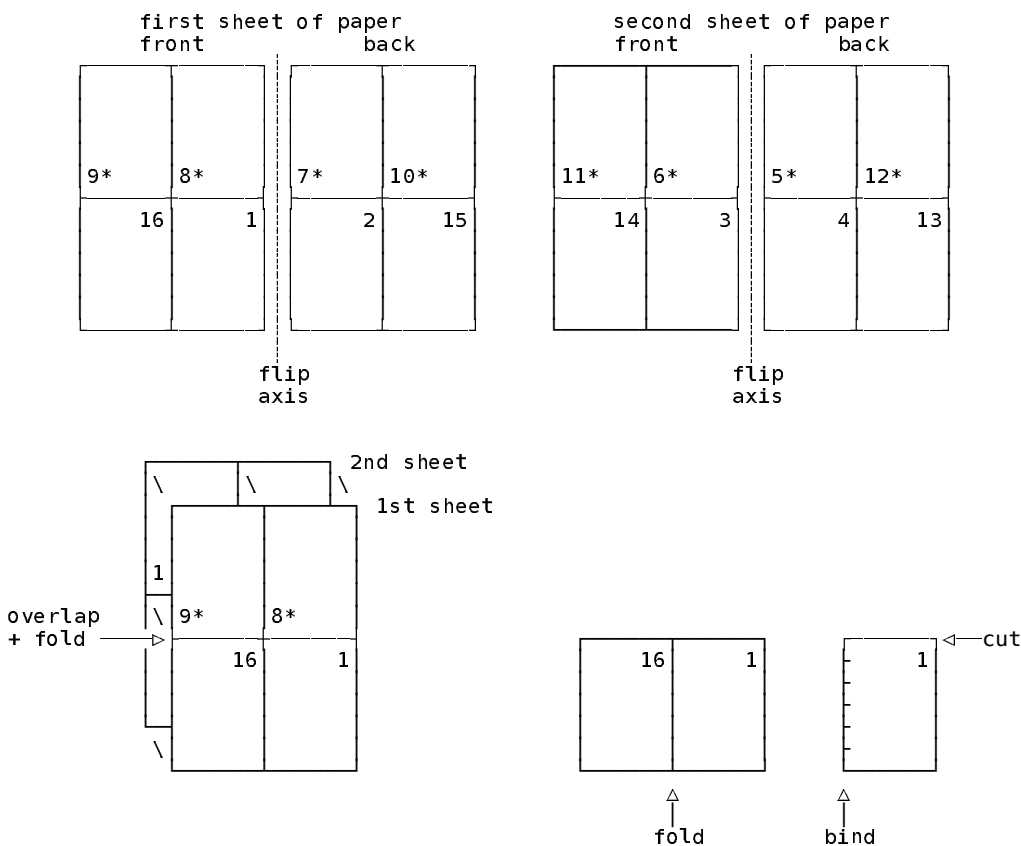 first sheet of paper second sheet of paper
front back front back
9* 8* 7* 10* 11* 6* 5* 12*
16 1 2 15 14 3 4 13
flip flip
axis axis
\ \ \ 2nd sheet
1st sheet
1
overlap \ 9* 8*
+ fold cut
16 1 16 1 1
\
fold bind